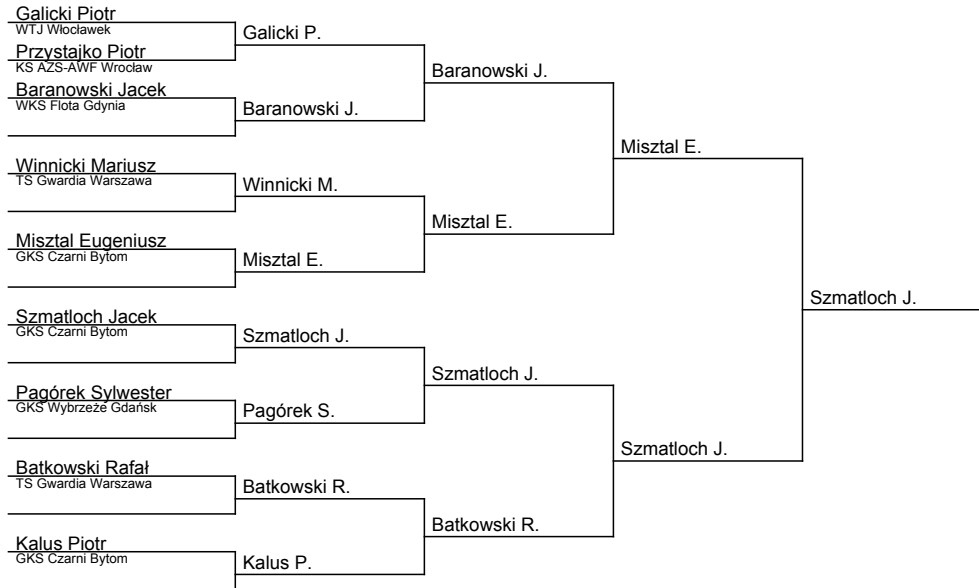 Galicki Piotr
WTJ Włocławek
Galicki P.
Przystajko Piotr
KS AZS-AWF Wrocław
Baranowski J.
Baranowski Jacek
WKS Flota Gdynia
Baranowski J.
Misztal E.
Winnicki Mariusz
TS Gwardia Warszawa
Winnicki M.
Misztal E.
Misztal Eugeniusz
GKS Czarni Bytom
Misztal E.
Szmatloch J.
Szmatloch Jacek
GKS Czarni Bytom
Szmatloch J.
Szmatloch J.
Pagórek Sylwester
GKS Wybrzeże Gdańsk
Pagórek S.
Szmatloch J.
Batkowski Rafał
TS Gwardia Warszawa
Batkowski R.
Batkowski R.
Kalus Piotr
GKS Czarni Bytom
Kalus P.